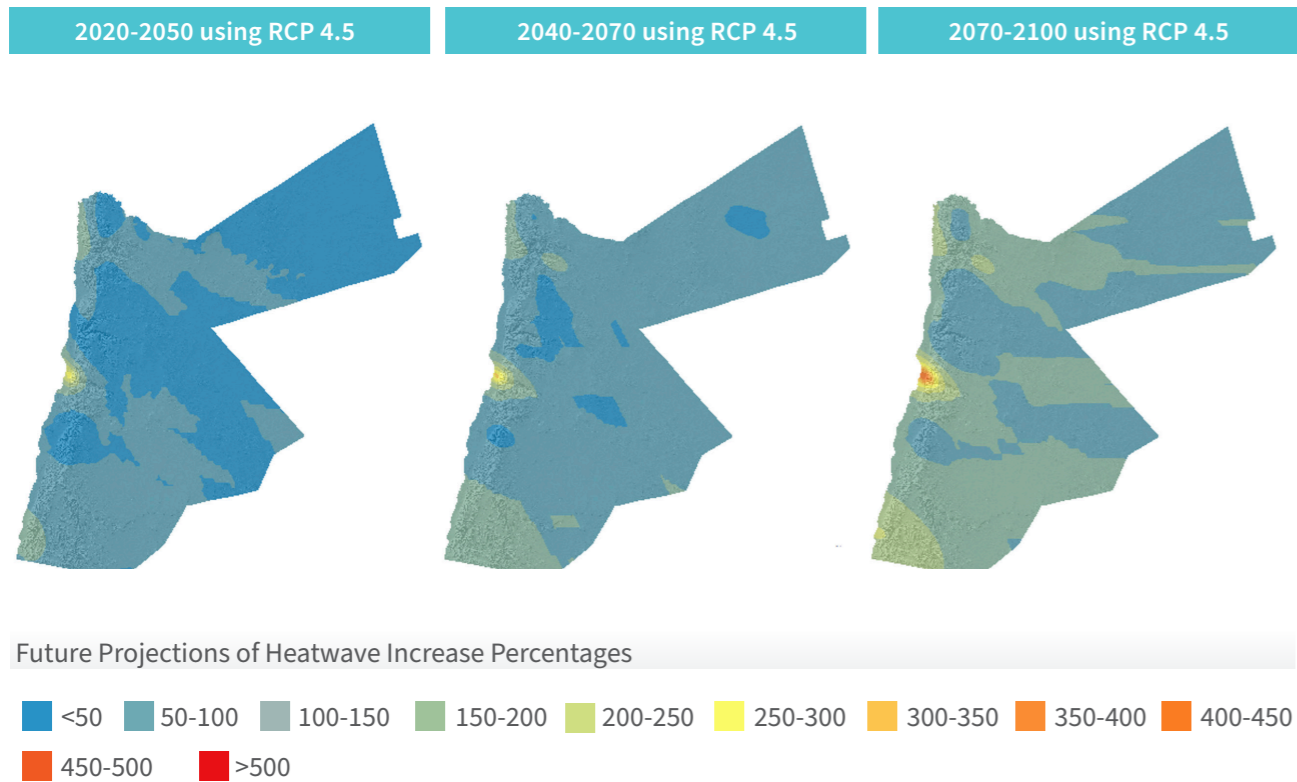 2020-2050 using RCP 4.5
2040-2070 using RCP 4.5
2070-2100 using RCP 4.5
Future Projections of Heatwave Increase Percentages
<50 50-100 100-150 150-200 200-250 250-300 300-350 350-400 400-450
450-500 >500